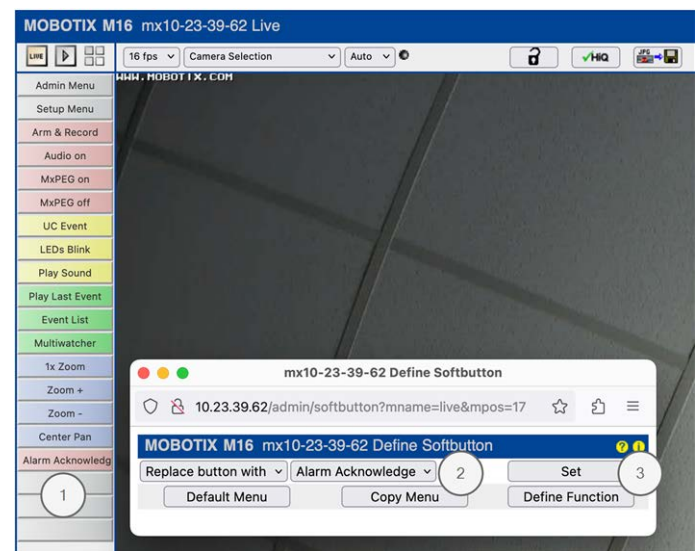 MOBOTIX M16 mx10-23-39-62 Live
LIVE 16 fps Camera Selection Auto HiQ JPG
WWW.MOBOTIX.COM
Admin Menu
Setup Menu
Arm & Record
Audio on
MxPEG on
MxPEG off
UC Event
LEDs Blink
Play Sound
Play Last Event
Event List
Multiwatcher
1x Zoom
Zoom +
Zoom -
Center Pan
Alarm Acknowledg
1
mx10-23-39-62 Define Softbutton
10.23.39.62/admin/softbutton?mname=live&mpos=17
MOBOTIX M16 mx10-23-39-62 Define Softbutton ? i
Replace button with Alarm Acknowledge 2 Set 3
Default Menu Copy Menu Define Function